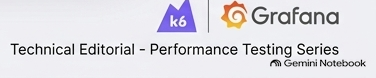 k6 Grafana
Technical Editorial - Performance Testing Series
Gemini Notebook